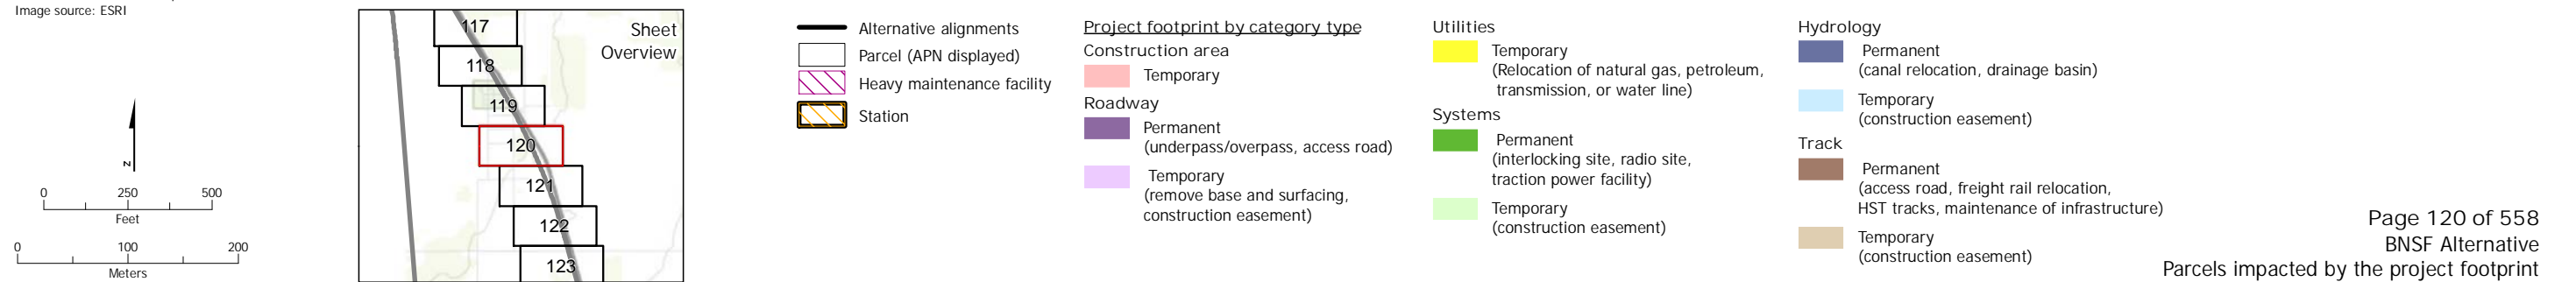 Image source: ESRI
N
0 250 500
Feet
0 100 200
Meters
Sheet
Overview
117
118
119
120
121
122
123
Alternative alignments
Parcel (APN displayed)
Heavy maintenance facility
Station
Project footprint by category type
Construction area
Temporary
Roadway
Permanent
(underpass/overpass, access road)
Temporary
(remove base and surfacing,
construction easement)
Utilities
Temporary
(Relocation of natural gas, petroleum,
transmission, or water line)
Systems
Permanent
(interlocking site, radio site,
traction power facility)
Temporary
(construction easement)
Hydrology
Permanent
(canal relocation, drainage basin)
Temporary
(construction easement)
Track
Permanent
(access road, freight rail relocation,
HST tracks, maintenance of infrastructure)
Temporary
(construction easement)
Page 120 of 558
BNSF Alternative
Parcels impacted by the project footprint